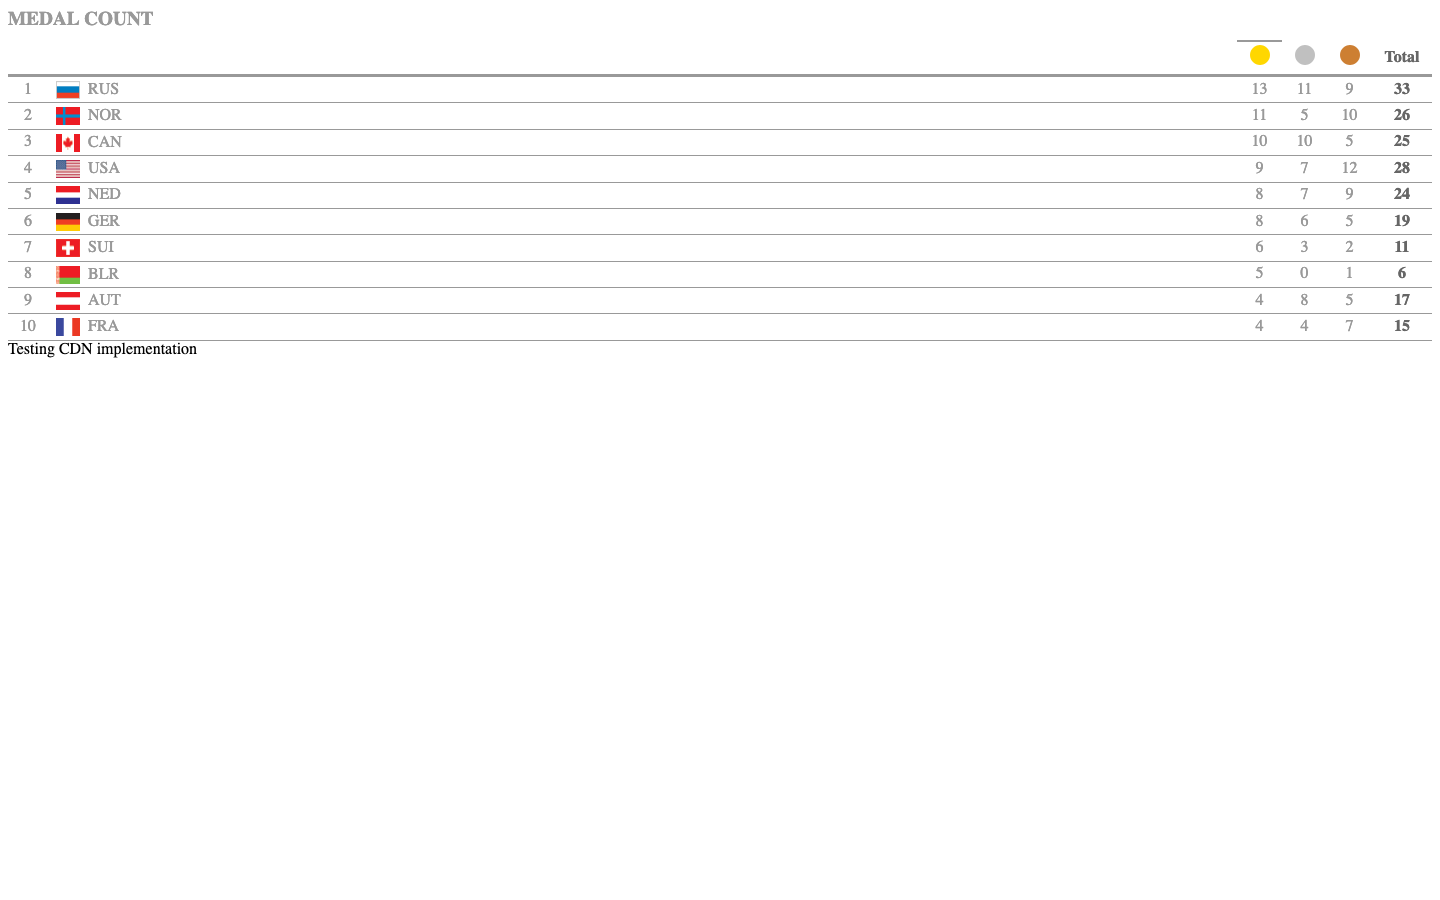 MEDAL COUNT
Total
1 RUS 13 11 9 33
2 NOR 11 5 10 26
3 CAN 10 10 5 25
4 USA 9 7 12 28
5 NED 8 7 9 24
6 GER 8 6 5 19
7 SUI 6 3 2 11
8 BLR 5 0 1 6
9 AUT 4 8 5 17
10 FRA 4 4 7 15
Testing CDN implementation